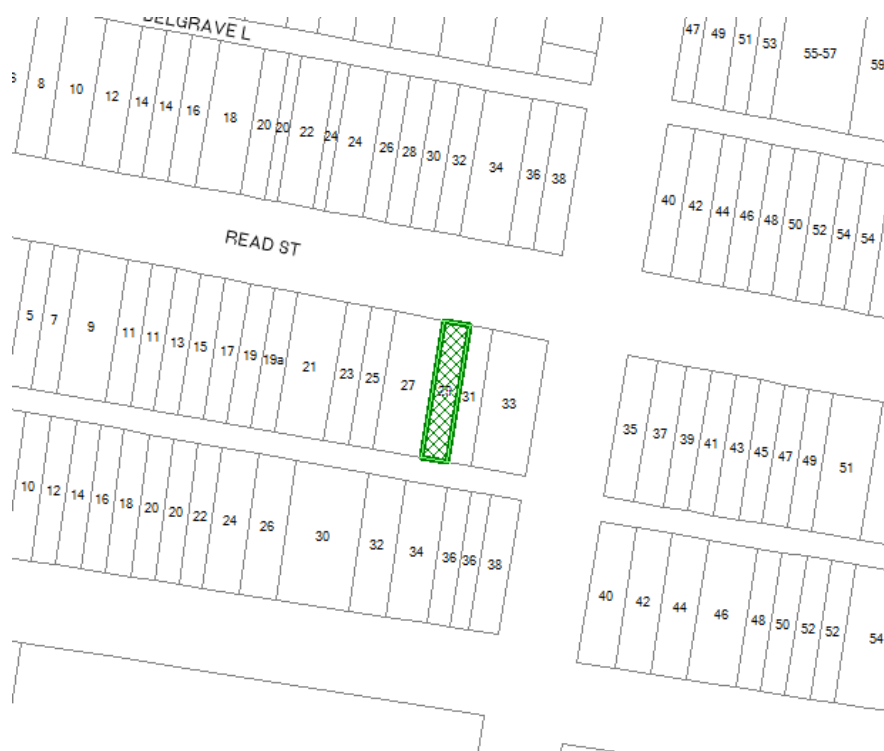 BELGRAVE L
47 49 51 53 55-57 59
8 10 12 14 14 16 18 20 20 22 24 24 26 28 30 32 34 36 38
40 42 44 46 48 50 52 54 54
READ ST
5 7 9 11 11 13 15 17 19 19a 21 23 25 27 29 31 33
35 37 39 41 43 45 47 49 51
10 12 14 16 18 20 20 22 24 26 30 32 34 36 36 38
40 42 44 46 48 50 52 52 54